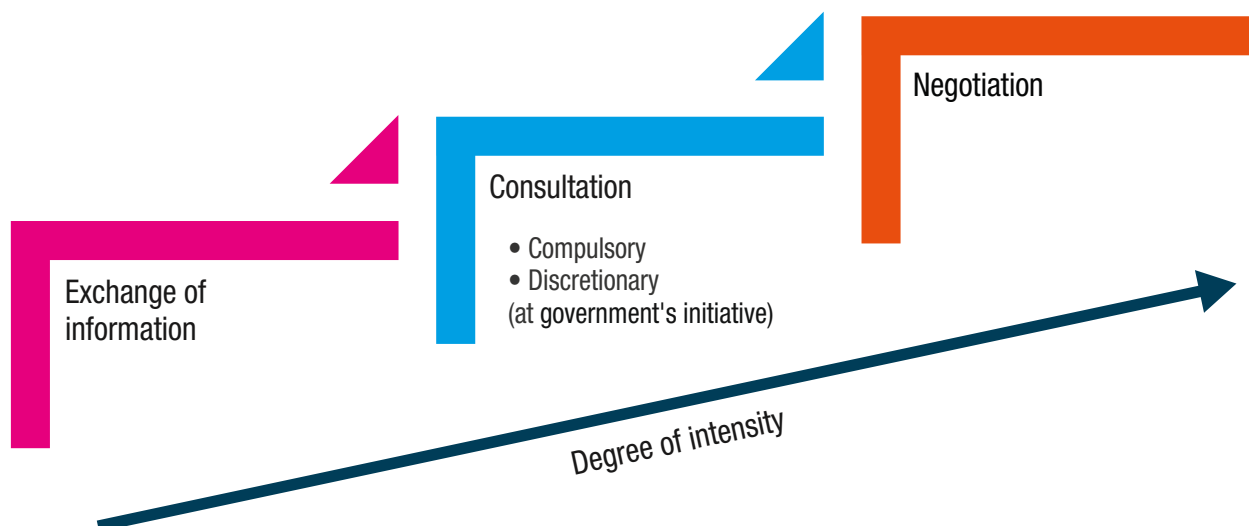 Exchange of
information
Consultation
• Compulsory
• Discretionary
(at government's initiative)
Negotiation
Degree of intensity